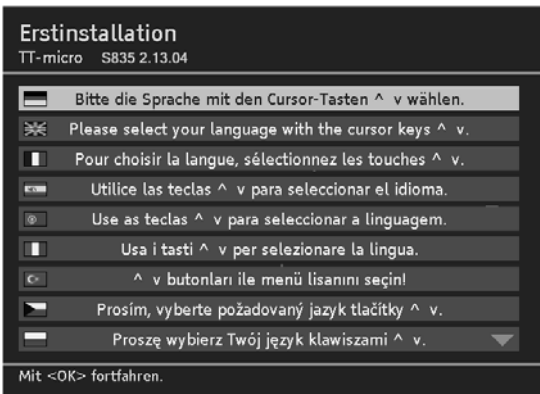 Erstinstallation
TT-micro S835 2.13.04
Bitte die Sprache mit den Cursor-Tasten ^ v wählen.
Please select your language with the cursor keys ^ v.
Pour choisir la langue, sélectionnez les touches ^ v.
Utilice las teclas ^ v para seleccionar el idioma.
Use as teclas ^ v para seleccionar a linguagem.
Usa i tasti ^ v per selezionare la lingua.
^ v butonları ile menü lisanını seçin!
Prosím, vyberte požadovaný jazyk tlačítky ^ v.
Proszę wybierz Twój język klawiszami ^ v.
Mit <OK> fortfahren.